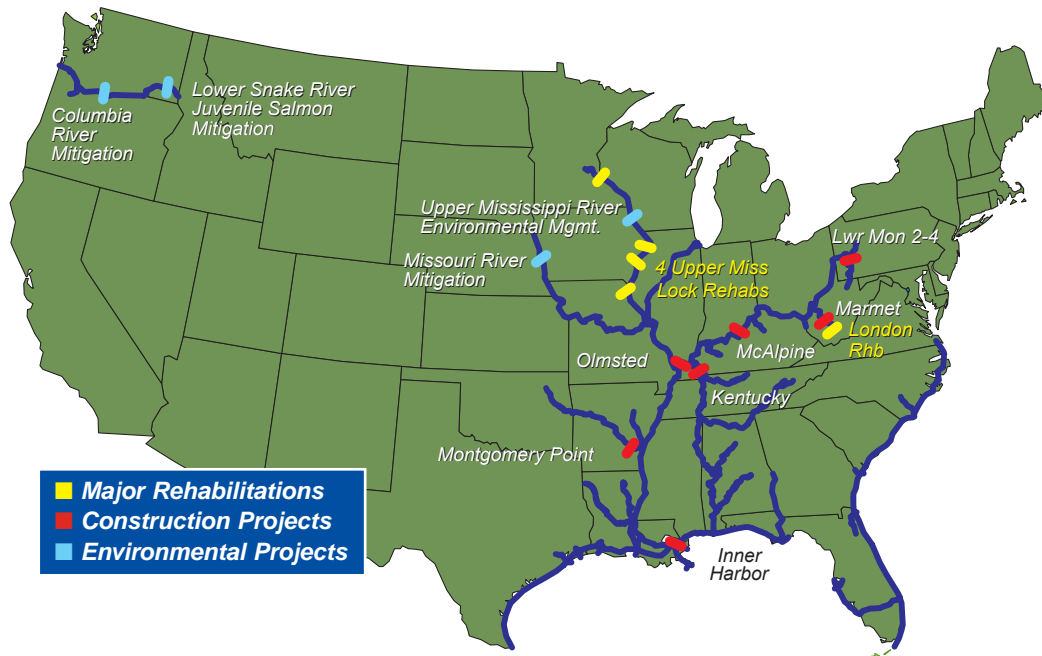 Lower Snake River
Juvenile Salmon
Mitigation
Columbia
River
Mitigation
Upper Mississippi River
Environmental Mgmt.
Missouri River
Mitigation
4 Upper Miss
Lock Rehabs
Lwr Mon 2-4
Marmet
London
Rhb
McAlpine
Olmsted
Kentucky
Montgomery Point
Inner
Harbor
Major Rehabilitations
Construction Projects
Environmental Projects